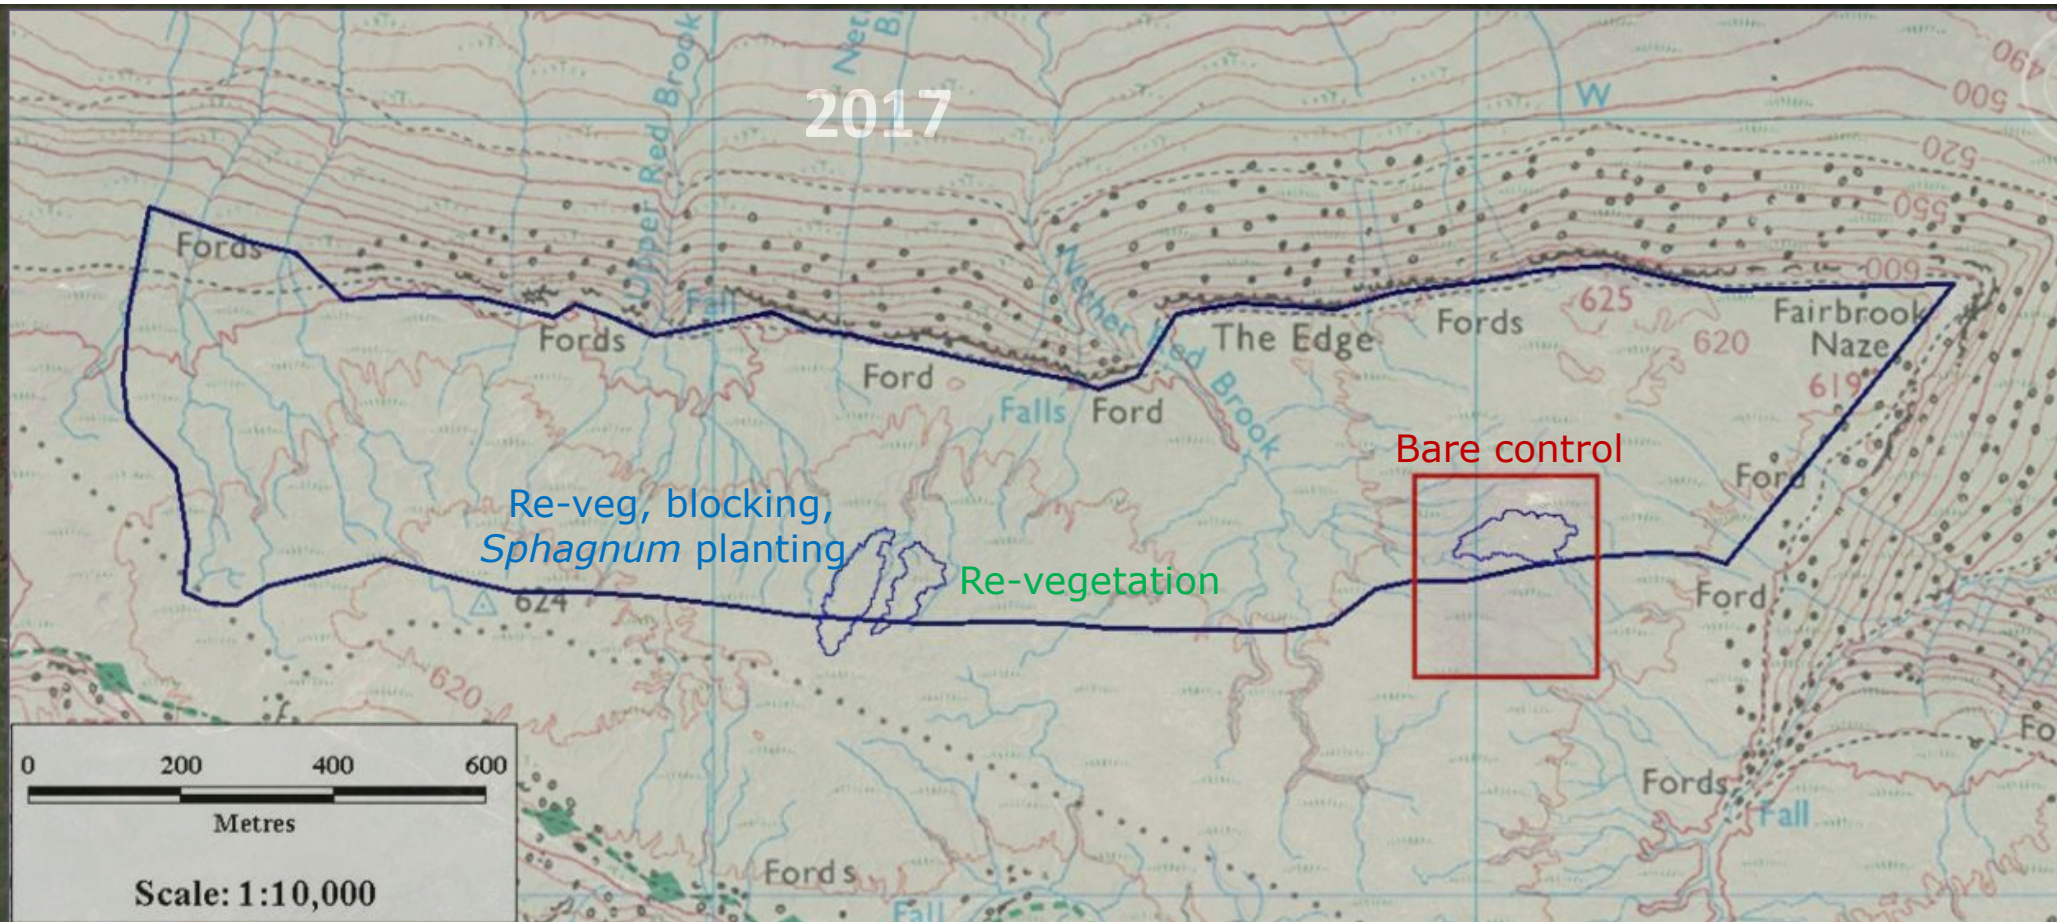 Net
B
490
500
2017
W
520
Upper Red Brook
550
Fords
600
Fall
625
Fairbrook
Naze
Nether Red Brook
The Edge
Fords
620
Fords
Ford
619
Falls
Ford
Bare control
Ford
Re-veg, blocking,
Sphagnum planting
Re-vegetation
624
Ford
620
Fo
0 200 400 600
Metres
Fords
Fall
Scale: 1:10,000
Fords
Fall